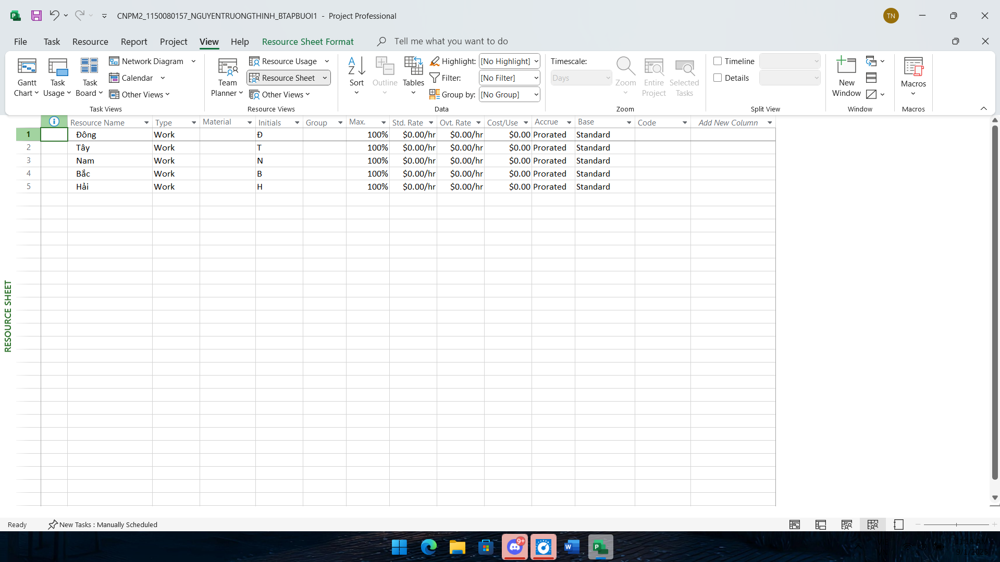 CNPM2_1150080157_NGUYENTRUONGTHINH_BTAPBUOI1 - Project Professional
TN
File Task Resource Report Project View Help Resource Sheet Format Tell me what you want to do
Gantt Chart
Task Usage
Task Board
Network Diagram
Calendar
Other Views
Task Views
Team Planner
Resource Usage
Resource Sheet
Other Views
Resource Views
Sort
Outline
Tables
Highlight: [No Highlight]
Filter: [No Filter]
Group by: [No Group]
Data
Timescale:
Days
Zoom
Entire Project
Selected Tasks
Zoom
Timeline
Details
Split View
New Window
Window
Macros
Macros
Resource Name Type Material Initials Group Max. Std. Rate Ovt. Rate Cost/Use Accrue Base Code Add New Column
1 Đông Work Đ 100% $0.00/hr $0.00/hr $0.00 Prorated Standard
2 Tây Work T 100% $0.00/hr $0.00/hr $0.00 Prorated Standard
3 Nam Work N 100% $0.00/hr $0.00/hr $0.00 Prorated Standard
4 Bắc Work B 100% $0.00/hr $0.00/hr $0.00 Prorated Standard
5 Hải Work H 100% $0.00/hr $0.00/hr $0.00 Prorated Standard
RESOURCE SHEET
Ready New Tasks : Manually Scheduled
9+